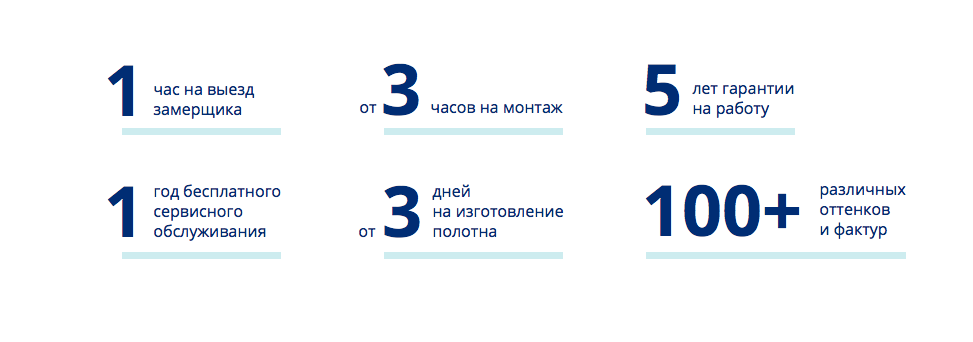 1 час на выезд
замерщика
от 3 часов на монтаж
5 лет гарантии
на работу
1 год бесплатного
сервисного
обслуживания
от 3 дней
на изготовление
полотна
100+ различных
оттенков
и фактур